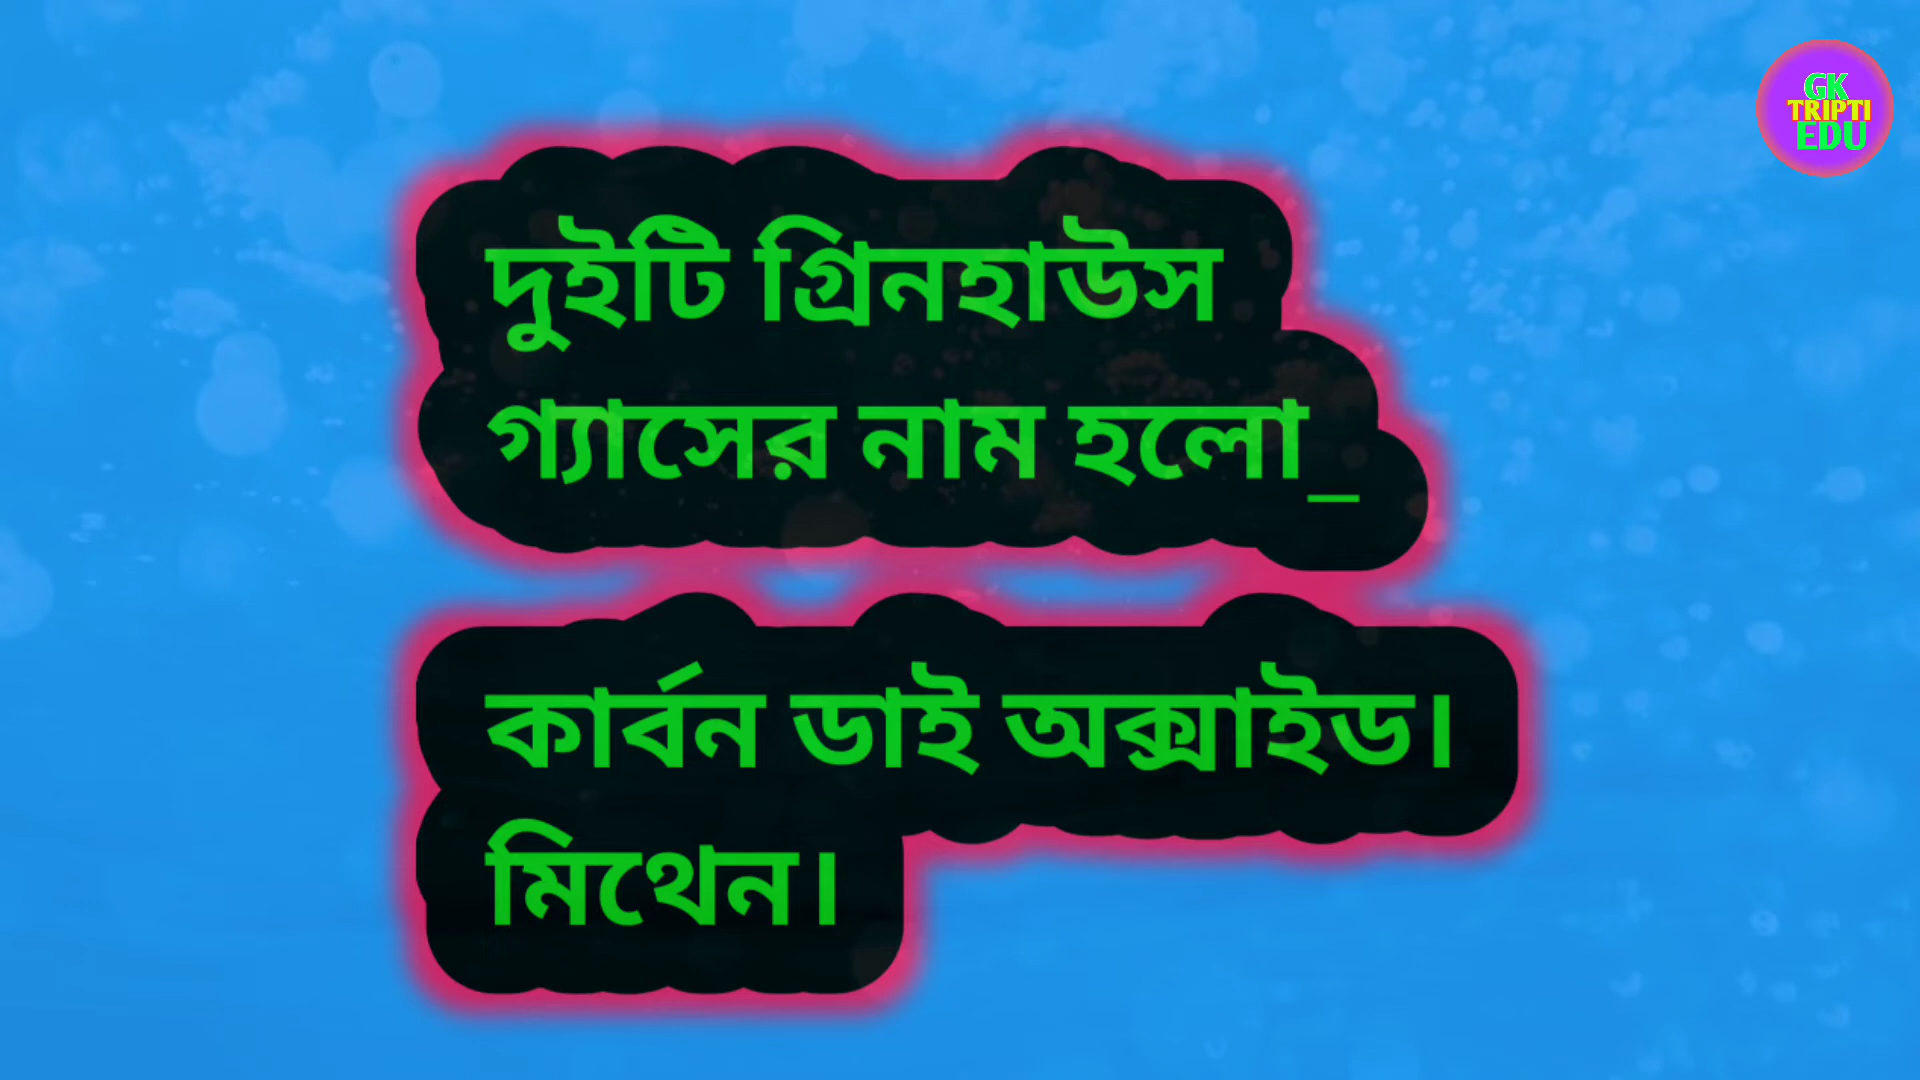 GK
TRIPTI
EDU
দুইটি গ্রিনহাউস
গ্যাসের নাম হলো_
কার্বন ডাই অক্সাইড।
মিথেন।